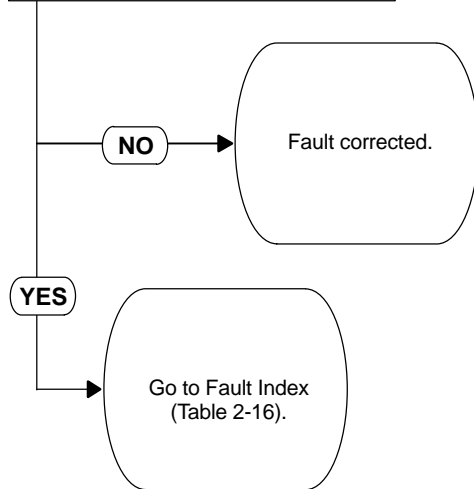 NO
Fault corrected.
YES
Go to Fault Index
(Table 2-16).